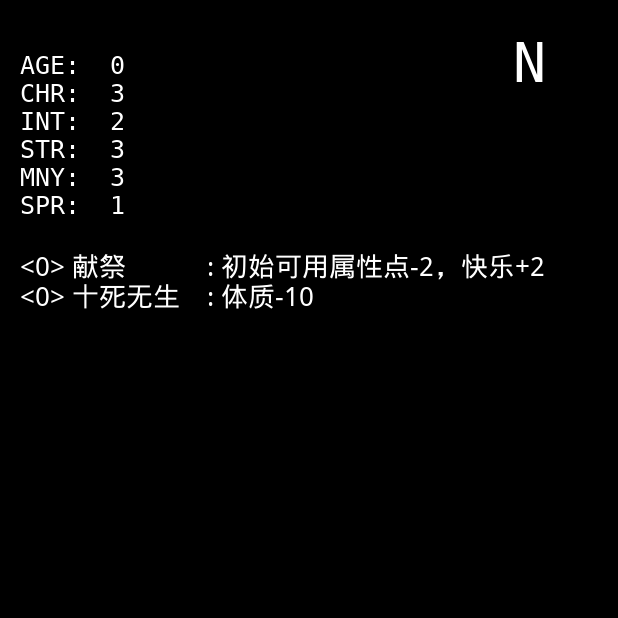 N
AGE: 0
CHR: 3
INT: 2
STR: 3
MNY: 3
SPR: 1
<0> 献祭 : 初始可用属性点-2，快乐+2
<0> 十死无生 : 体质-10